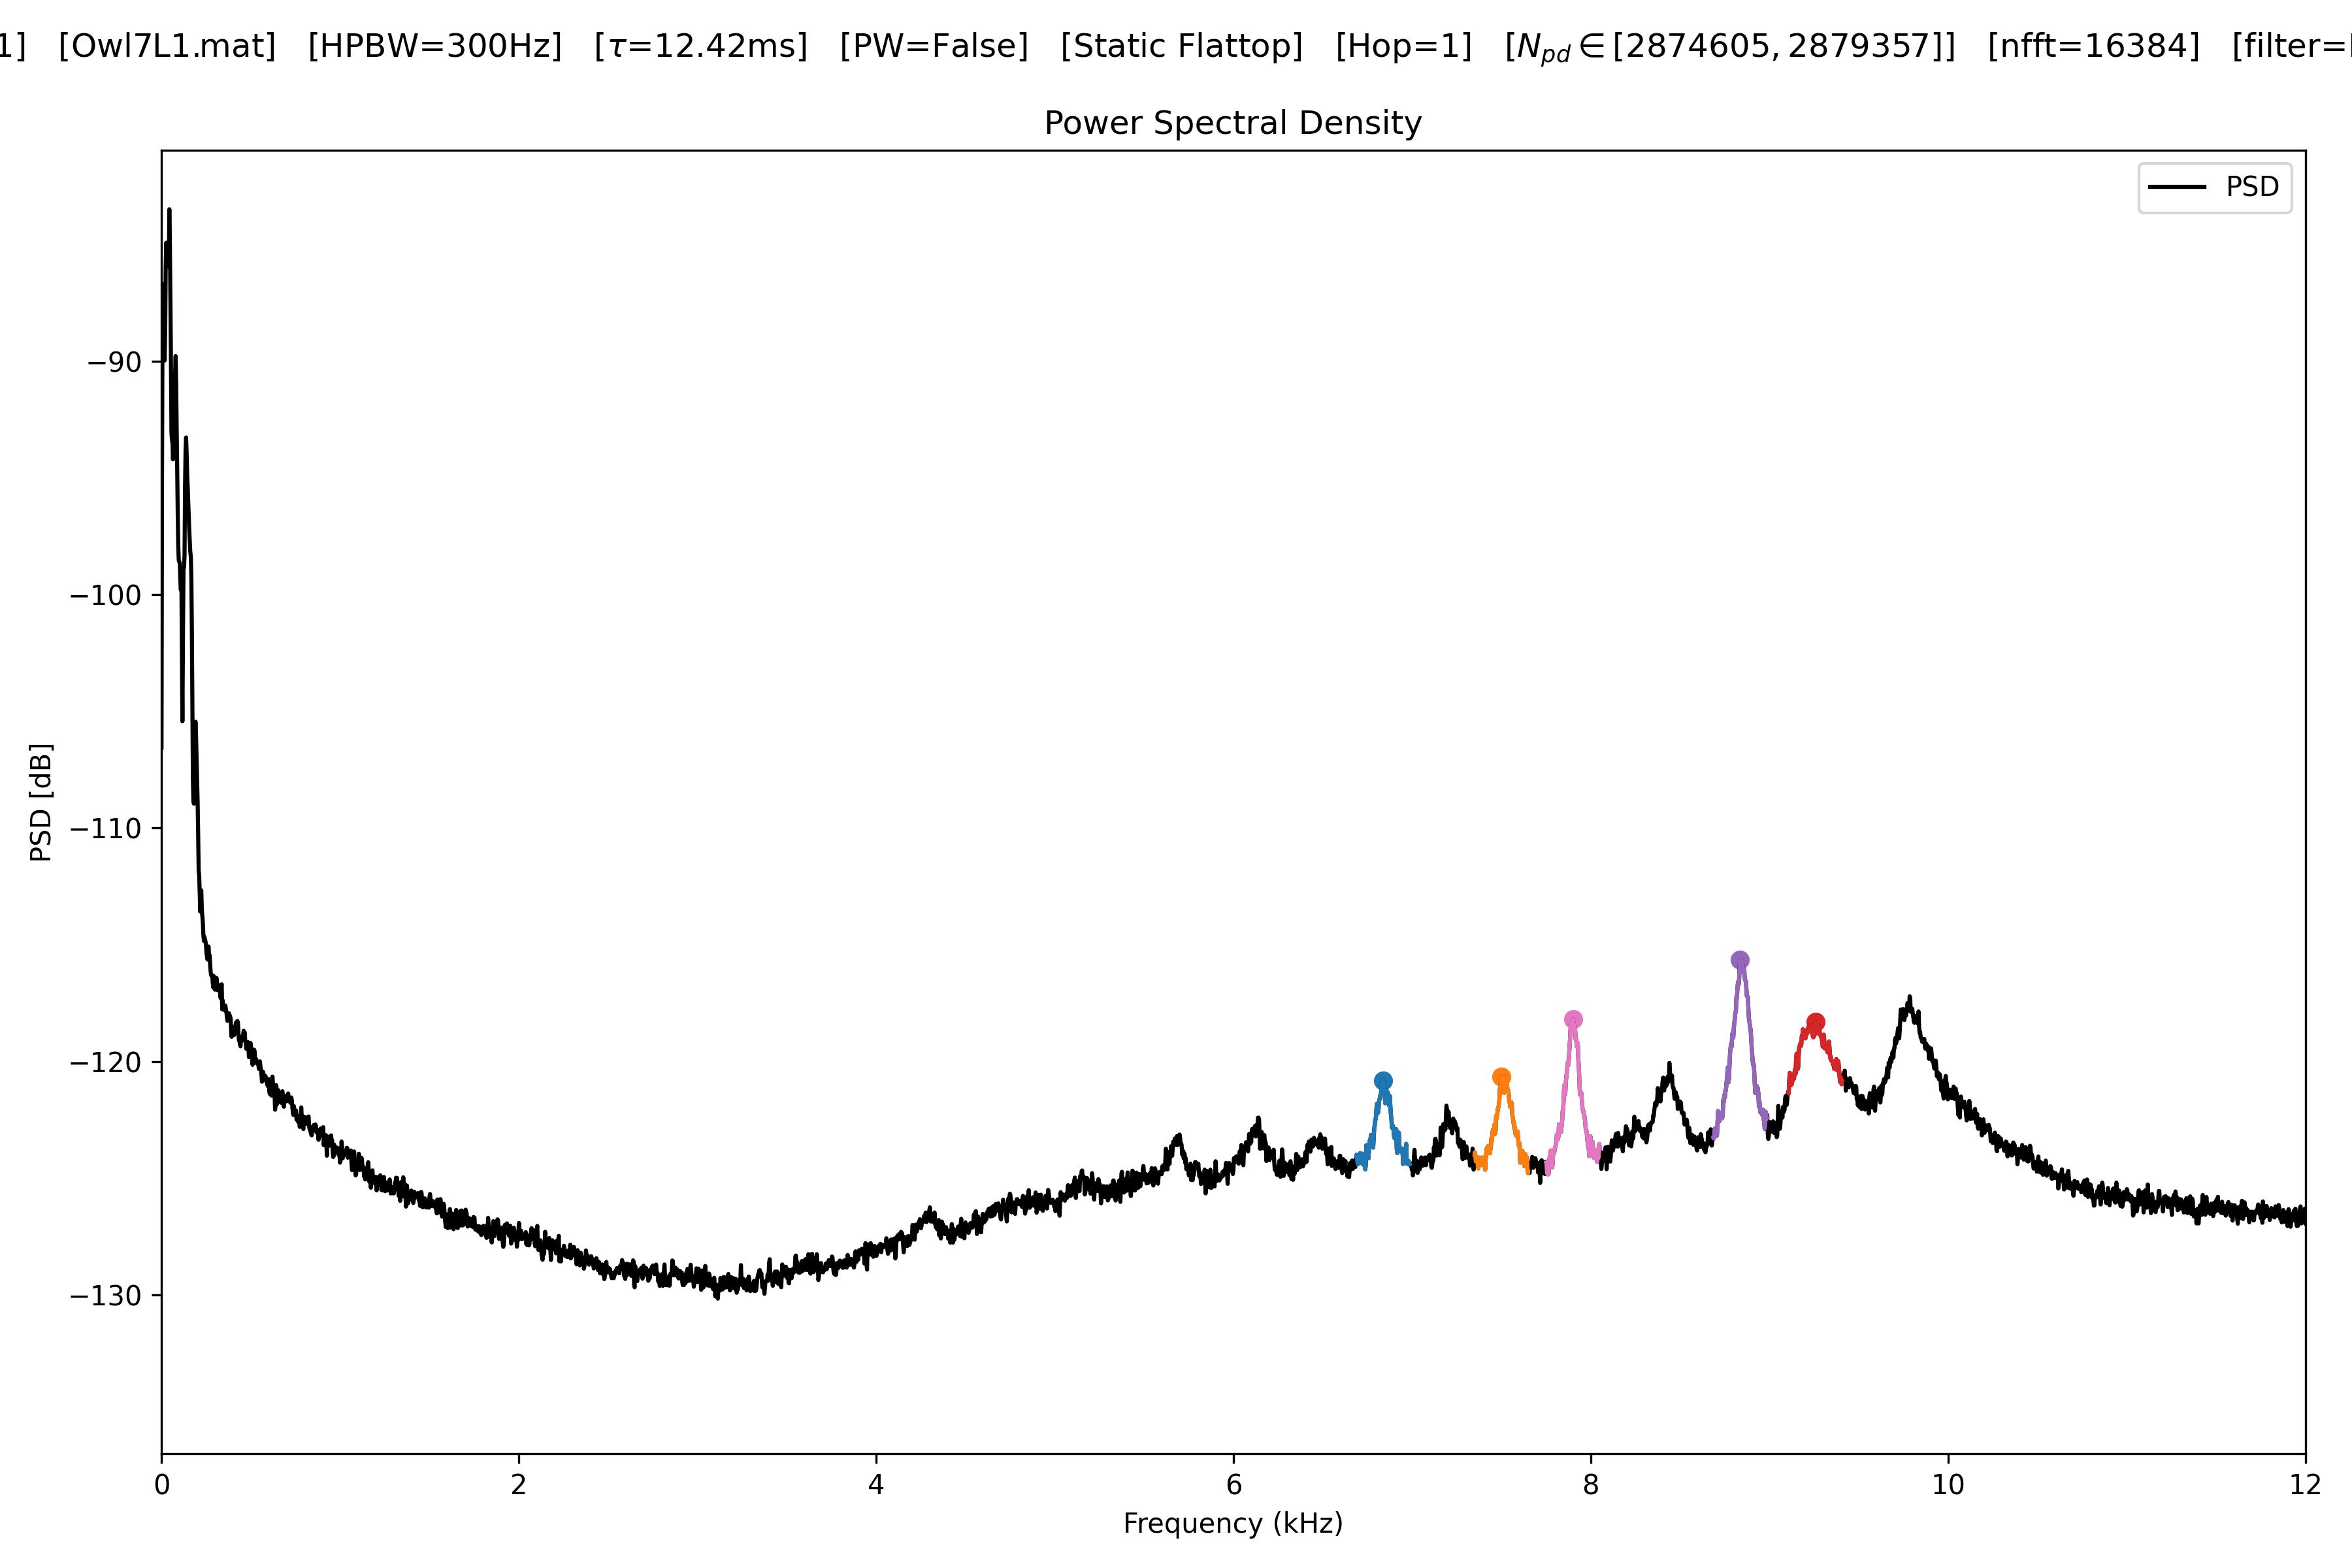 1] [Owl7L1.mat] [HPBW=300Hz] [τ=12.42ms] [PW=False] [Static Flattop] [Hop=1] [N_pd ∈ [2874605, 2879357]] [nfft=16384] [filter=
Power Spectral Density
PSD
−90
−100
−110
−120
−130
PSD [dB]
0 2 4 6 8 10 12
Frequency (kHz)